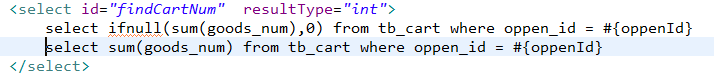 <select id="findCartNum" resultType="int">
select ifnull(sum(goods_num),0) from tb_cart where oppen_id = #{oppenId}
select sum(goods_num) from tb_cart where oppen_id = #{oppenId}
</select>